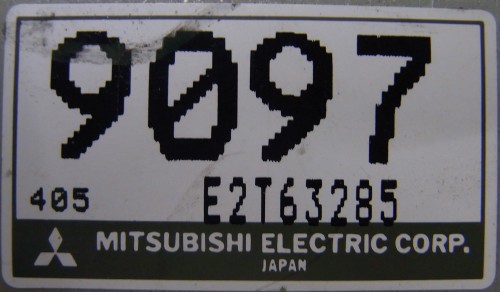 9097
405 E2T63285
MITSUBISHI ELECTRIC CORP.
JAPAN